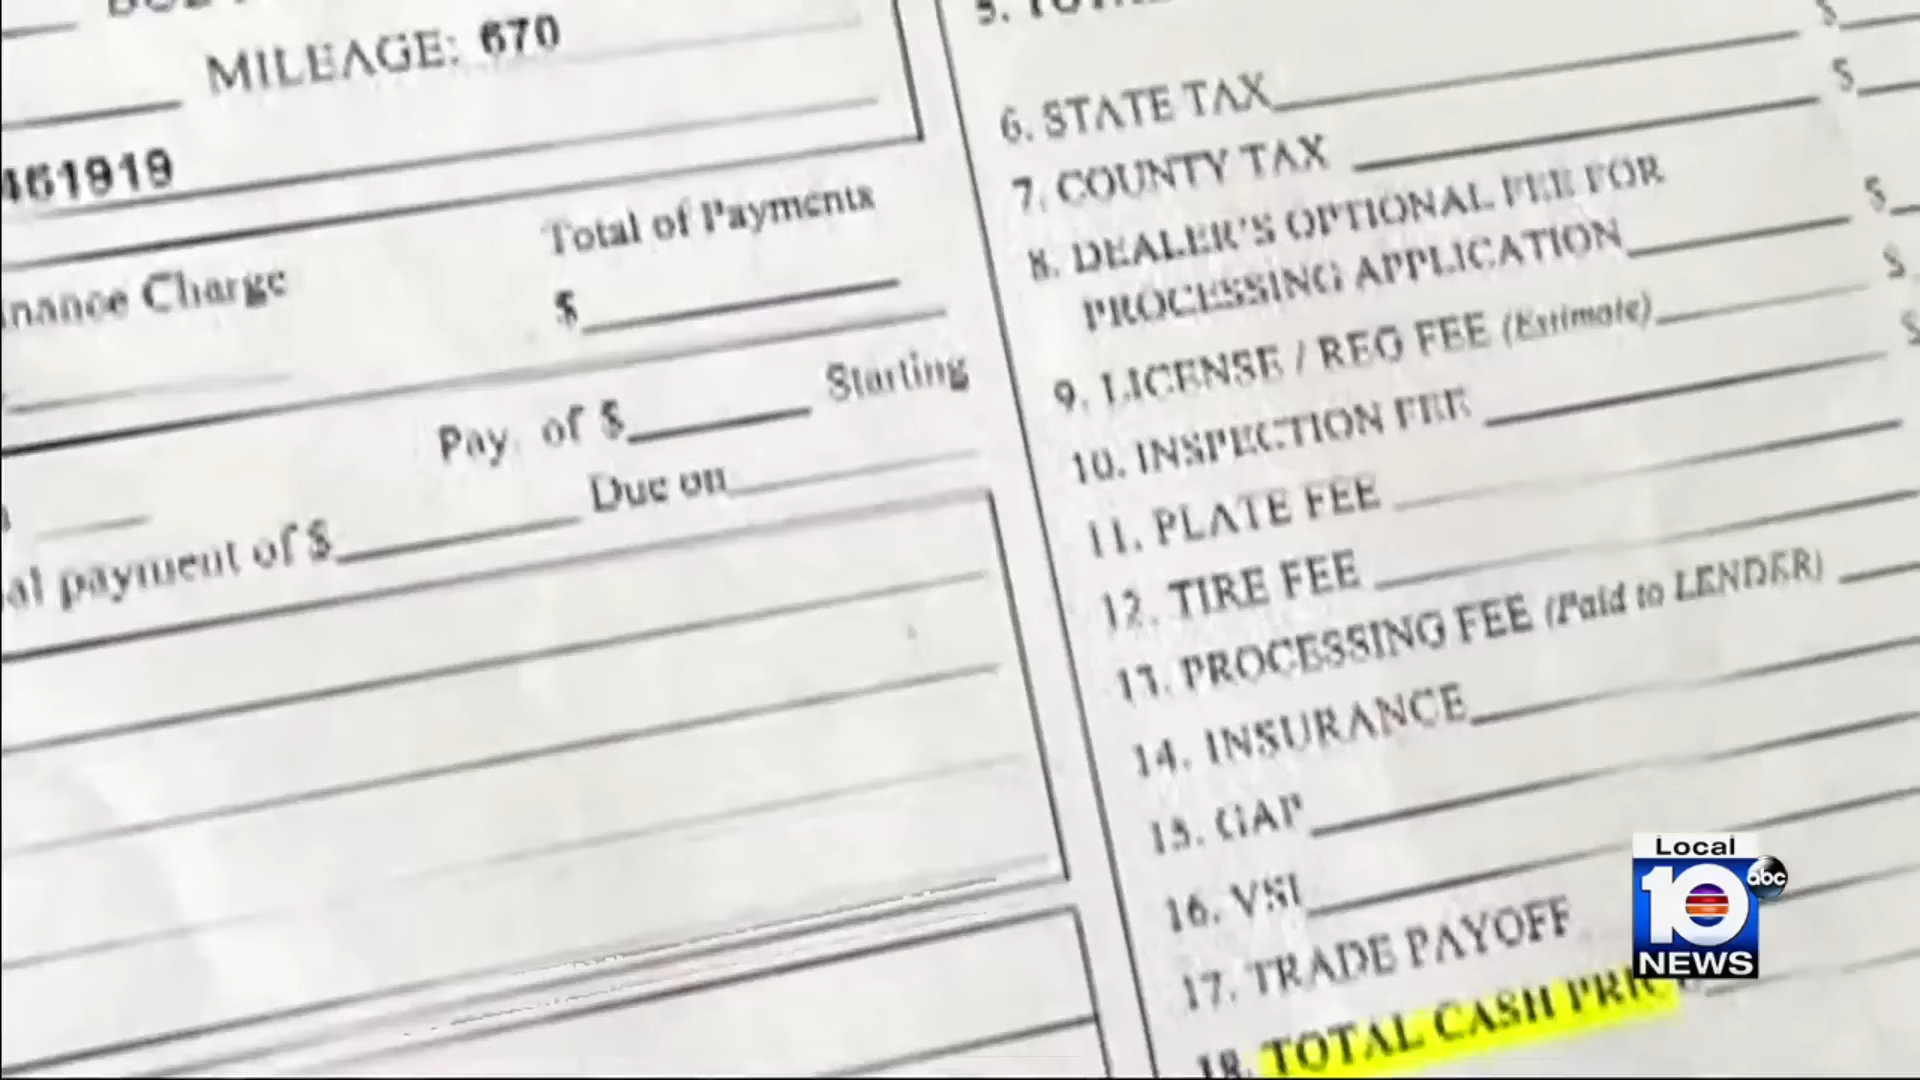 MILEAGE: 670
461919
Total of Payments
nance Charge
$
Pay. of $ Starting
Due on
al payment of $
5.
$
6. STATE TAX $
7. COUNTY TAX
8. DEALER'S OPTIONAL FEE FOR
PROCESSING APPLICATION $
9. LICENSE / REG FEE (Estimate) $
10. INSPECTION FEE $
11. PLATE FEE
12. TIRE FEE
13. PROCESSING FEE (Paid to LENDER)
14. INSURANCE
15. GAP
16. VSI
17. TRADE PAYOFF
18. TOTAL CASH PRIC
Local
10
abc
NEWS